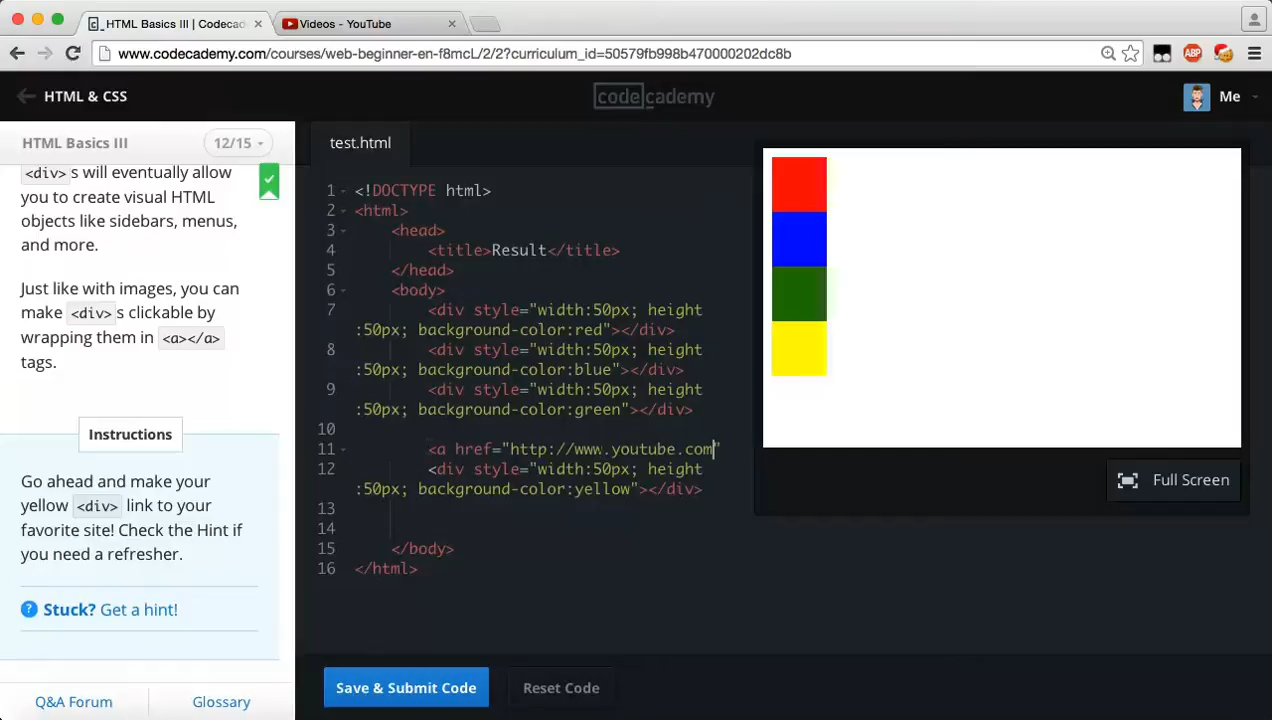 HTML Basics III | Codecad
Videos - YouTube
www.codecademy.com/courses/web-beginner-en-f8mcL/2/2?curriculum_id=50579fb998b470000202dc8b
ABP
HTML & CSS
codecademy
Me
HTML Basics III
12/15
<div>s will eventually allow
you to create visual HTML
objects like sidebars, menus,
and more.
Just like with images, you can
make <div>s clickable by
wrapping them in <a></a>
tags.
Instructions
Go ahead and make your
yellow <div> link to your
favorite site! Check the Hint if
you need a refresher.
? Stuck? Get a hint!
Q&A Forum
Glossary
test.html
1 <!DOCTYPE html>
2 <html>
3 <head>
4 <title>Result</title>
5 </head>
6 <body>
7 <div style="width:50px; height
:50px; background-color:red"></div>
8 <div style="width:50px; height
:50px; background-color:blue"></div>
9 <div style="width:50px; height
:50px; background-color:green"></div>
10
11 <a href="http://www.youtube.com"
12 <div style="width:50px; height
:50px; background-color:yellow"></div>
13
14
15 </body>
16 </html>
Full Screen
Save & Submit Code
Reset Code